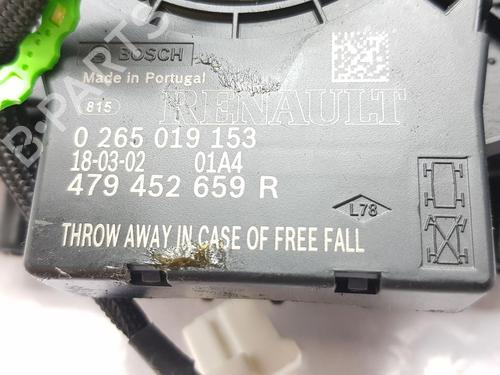 BOSCH
Made in Portugal
815
RENAULT
0 265 019 153
18-03-02 01A4
479 452 659 R
L78
THROW AWAY IN CASE OF FREE FALL
B-PARTS